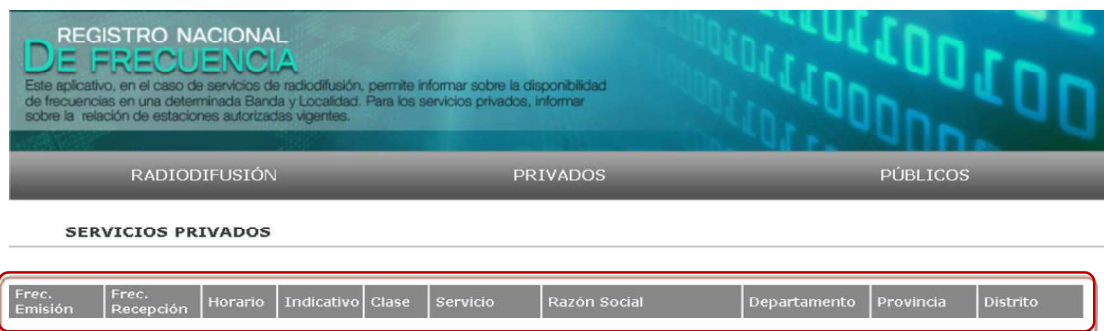 REGISTRO NACIONAL
DE FRECUENCIA
Este aplicativo, en el caso de servicios de radiodifusión, permite informar sobre la disponibilidad
de frecuencias en una determinada Banda y Localidad. Para los servicios privados, informar
sobre la relación de estaciones autorizadas vigentes.
RADIODIFUSIÓN PRIVADOS PÚBLICOS
SERVICIOS PRIVADOS
Frec. Emisión Frec. Recepción Horario Indicativo Clase Servicio Razón Social Departamento Provincia Distrito